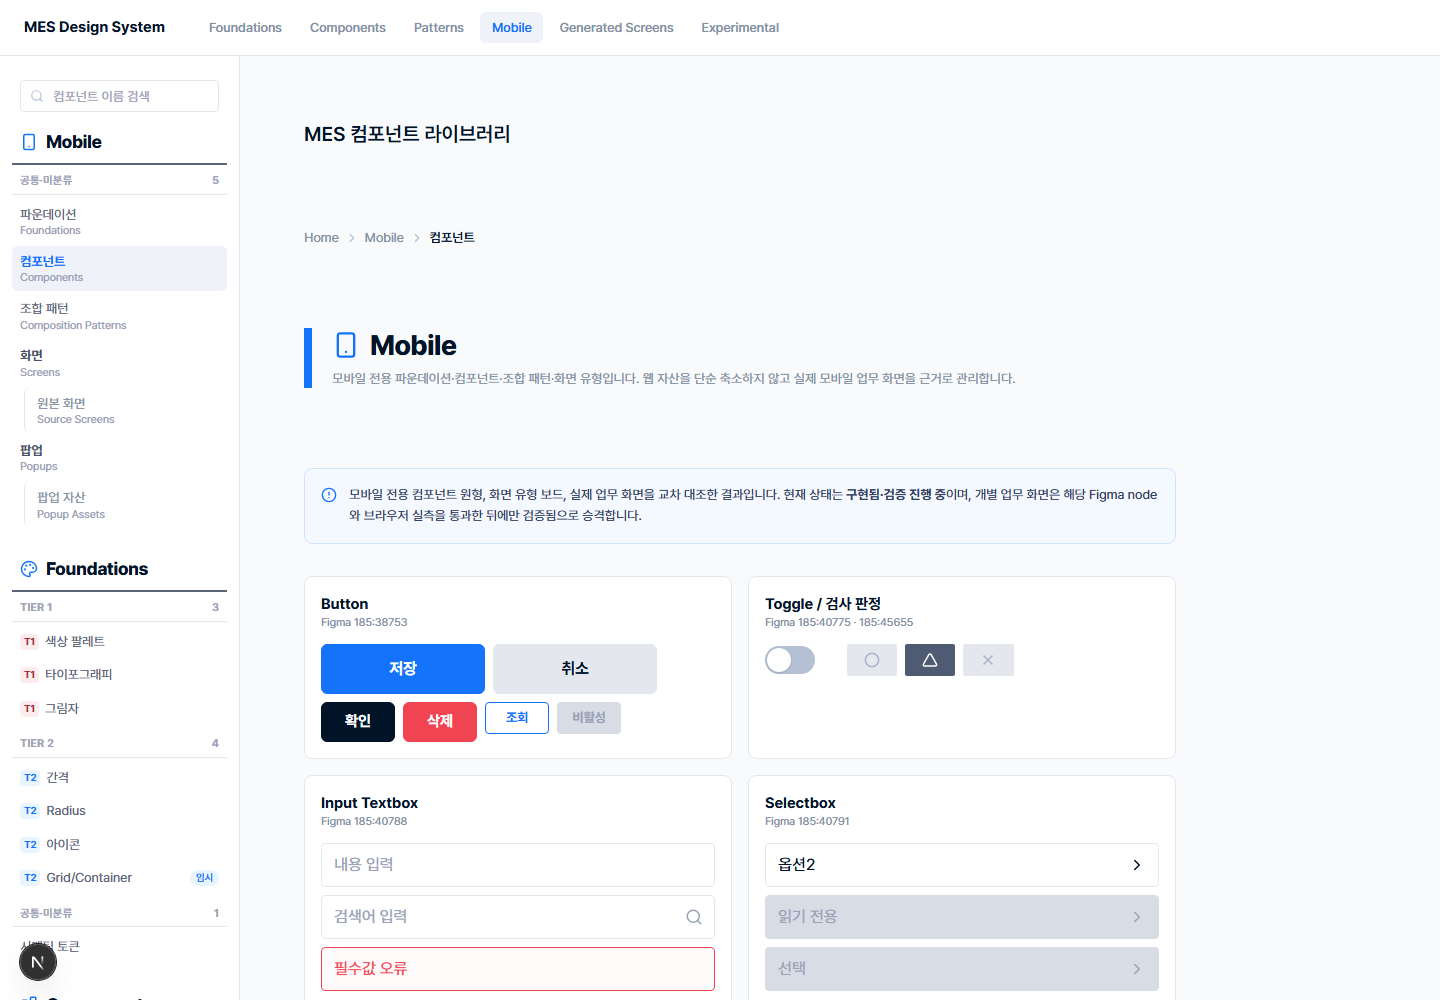 MES Design System
Foundations
Components
Patterns
Mobile
Generated Screens
Experimental
컴포넌트 이름 검색
Mobile
공통·미분류 5
파운데이션
Foundations
컴포넌트
Components
조합 패턴
Composition Patterns
화면
Screens
원본 화면
Source Screens
팝업
Popups
팝업 자산
Popup Assets
Foundations
TIER 1 3
T1 색상 팔레트
T1 타이포그래피
T1 그림자
TIER 2 4
T2 간격
T2 Radius
T2 아이콘
T2 Grid/Container 임시
공통·미분류 1
토큰
N
MES 컴포넌트 라이브러리
Home > Mobile > 컴포넌트
Mobile
모바일 전용 파운데이션·컴포넌트·조합 패턴·화면 유형입니다. 웹 자산을 단순 축소하지 않고 실제 모바일 업무 화면을 근거로 관리합니다.
모바일 전용 컴포넌트 원형, 화면 유형 보드, 실제 업무 화면을 교차 대조한 결과입니다. 현재 상태는 구현됨·검증 진행 중이며, 개별 업무 화면은 해당 Figma node
와 브라우저 실측을 통과한 뒤에만 검증됨으로 승격합니다.
Button
Figma 185:38753
저장
취소
확인
삭제
조회
비활성
Toggle / 검사 판정
Figma 185:40775 · 185:45655
Input Textbox
Figma 185:40788
내용 입력
검색어 입력
필수값 오류
Selectbox
Figma 185:40791
옵션2
읽기 전용
선택